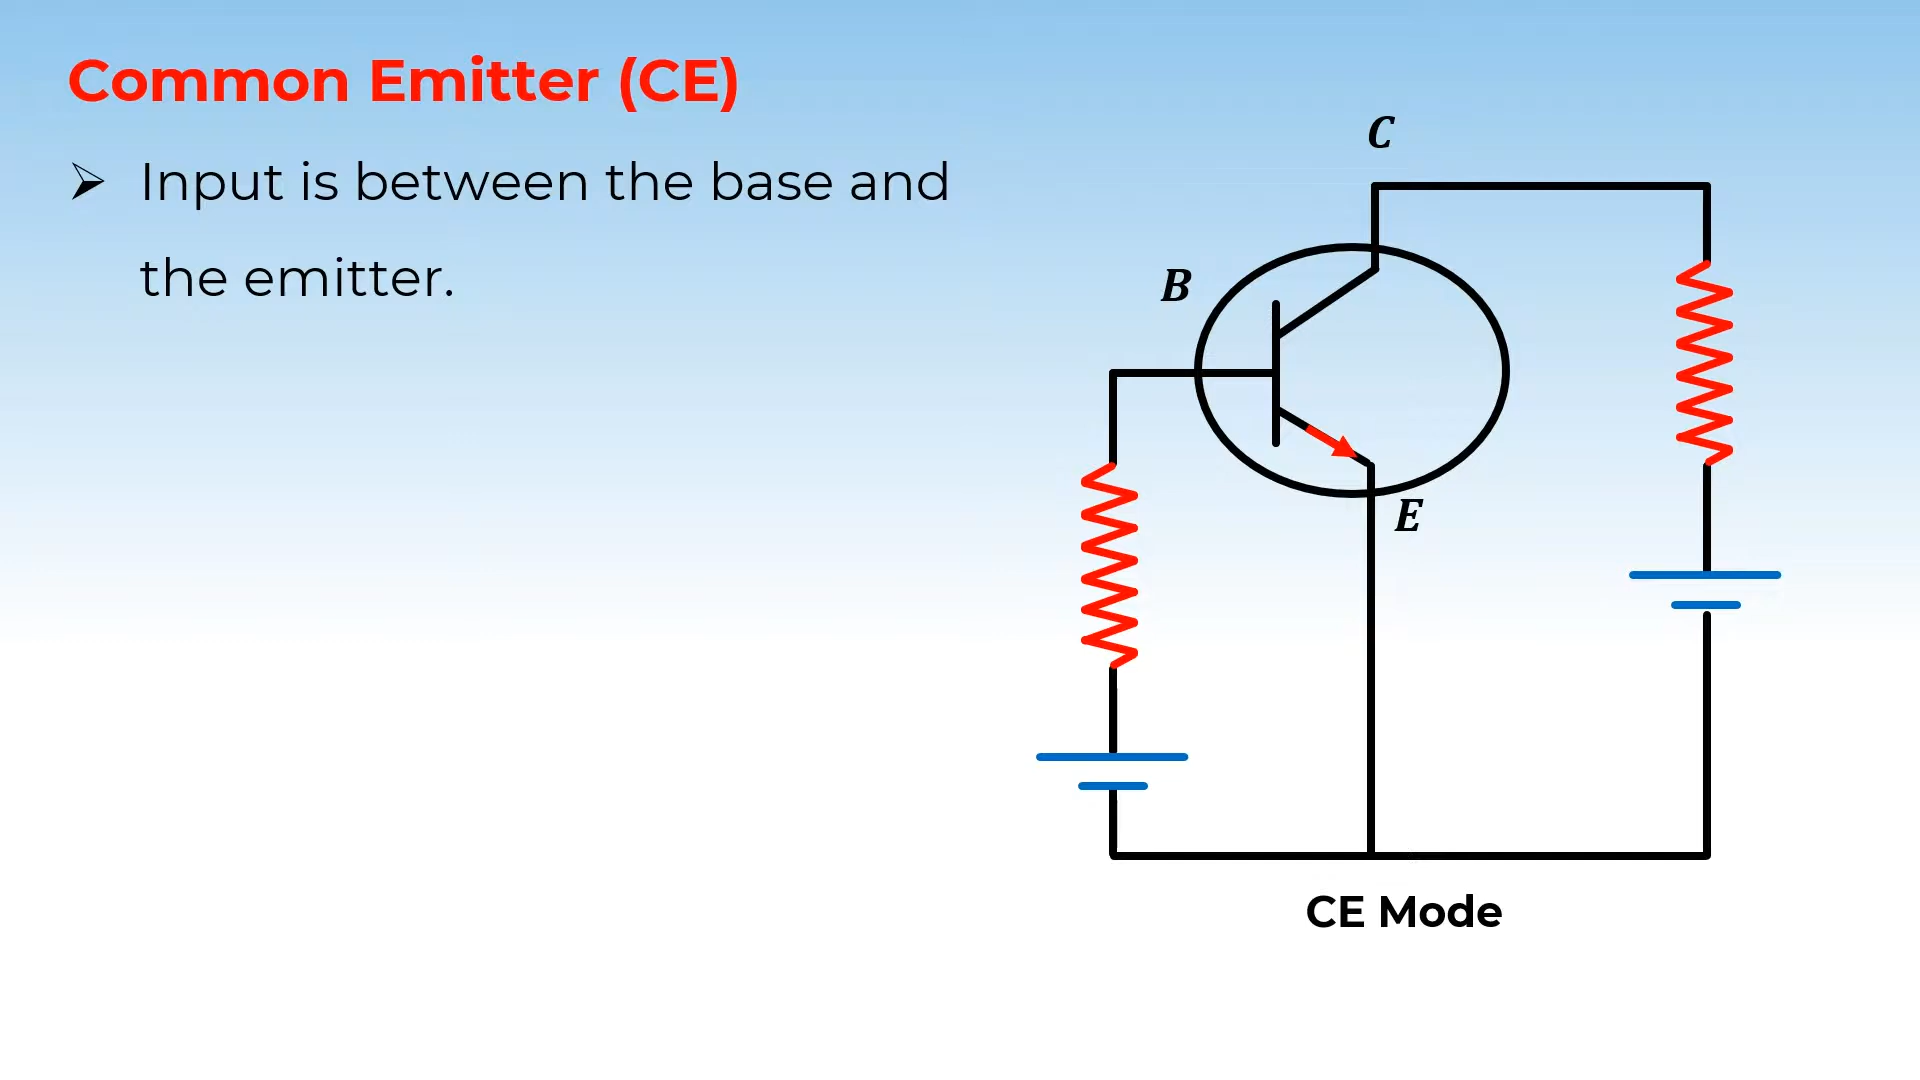 Common Emitter (CE)
➢ Input is between the base and
the emitter.
C
B
E
CE Mode